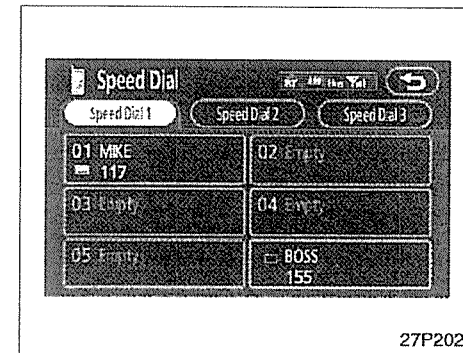 Speed Dial
Speed Dial 1 Speed Dial 2 Speed Dial 3
01 MIKE 02 Empty
117
03 Empty 04 Empty
05 Empty BOSS
155
27P202